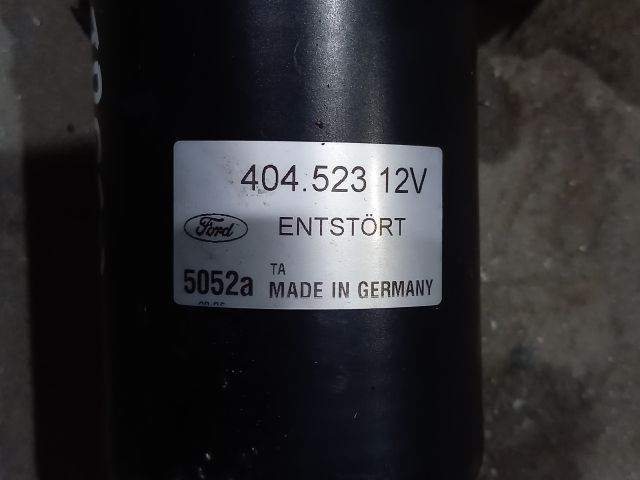 404.523 12V
Ford ENTSTÖRT
TA
5052a MADE IN GERMANY